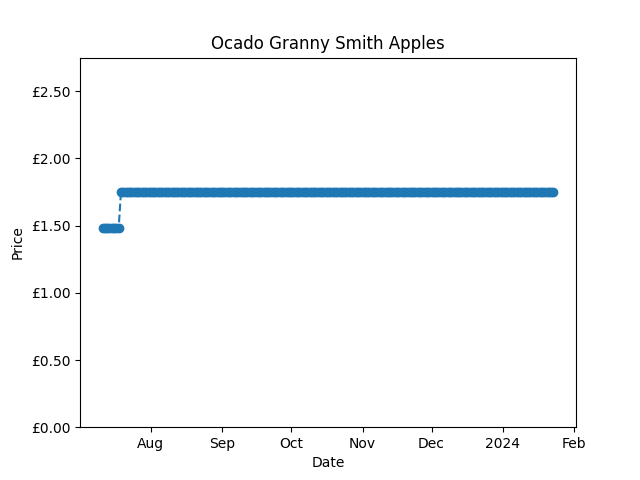 Ocado Granny Smith Apples
£2.50
£2.00
£1.50
£1.00
£0.50
£0.00
Price
Aug Sep Oct Nov Dec 2024 Feb
Date